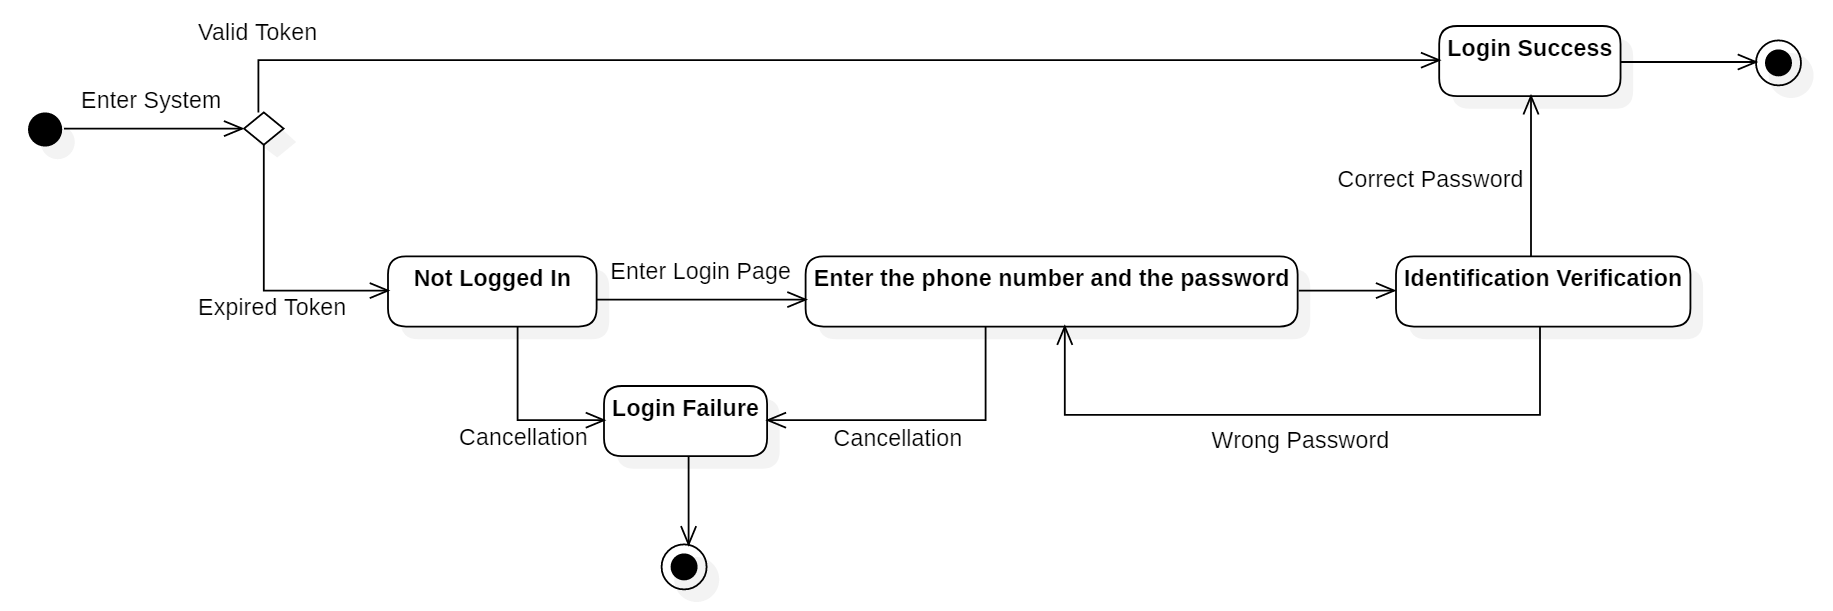 Valid Token
Login Success
Enter System
Correct Password
Not Logged In
Enter Login Page
Enter the phone number and the password
Identification Verification
Expired Token
Login Failure
Cancellation
Cancellation
Wrong Password